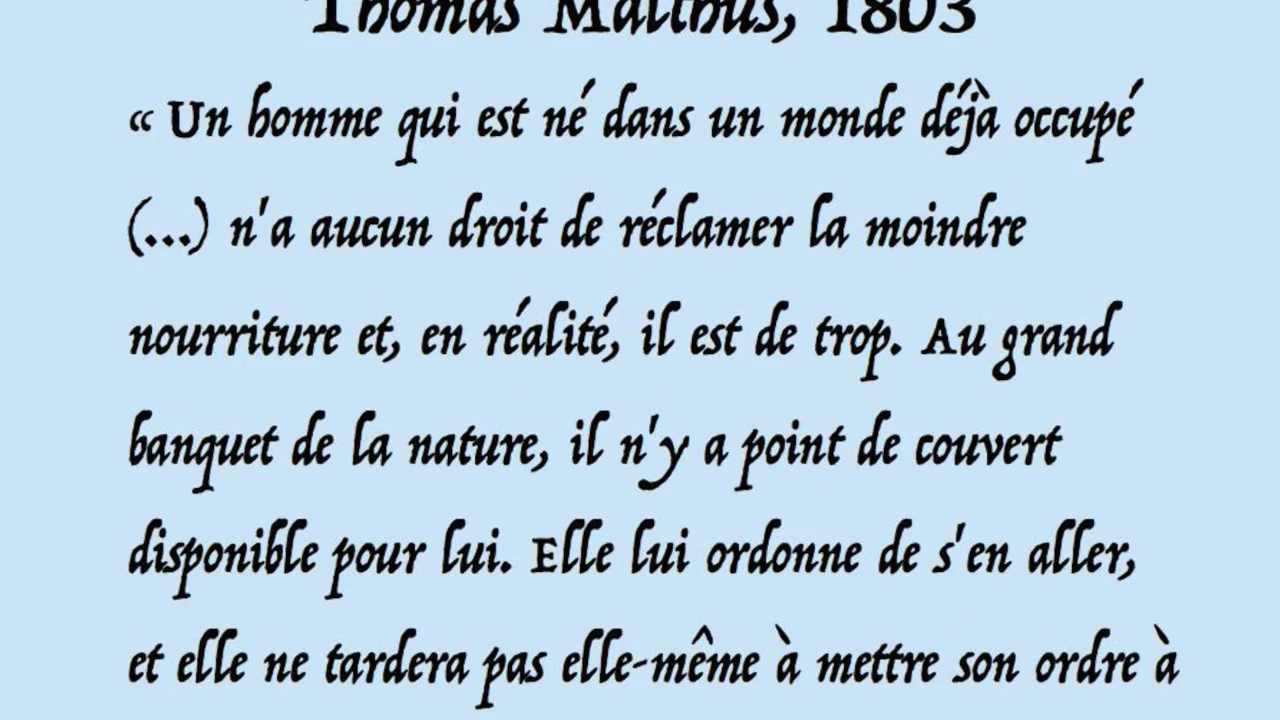 Thomas Malthus, 1803
« Un homme qui est né dans un monde déjà occupé
(...) n'a aucun droit de réclamer la moindre
nourriture et, en réalité, il est de trop. Au grand
banquet de la nature, il n'y a point de couvert
disponible pour lui. Elle lui ordonne de s'en aller,
et elle ne tardera pas elle-même à mettre son ordre à